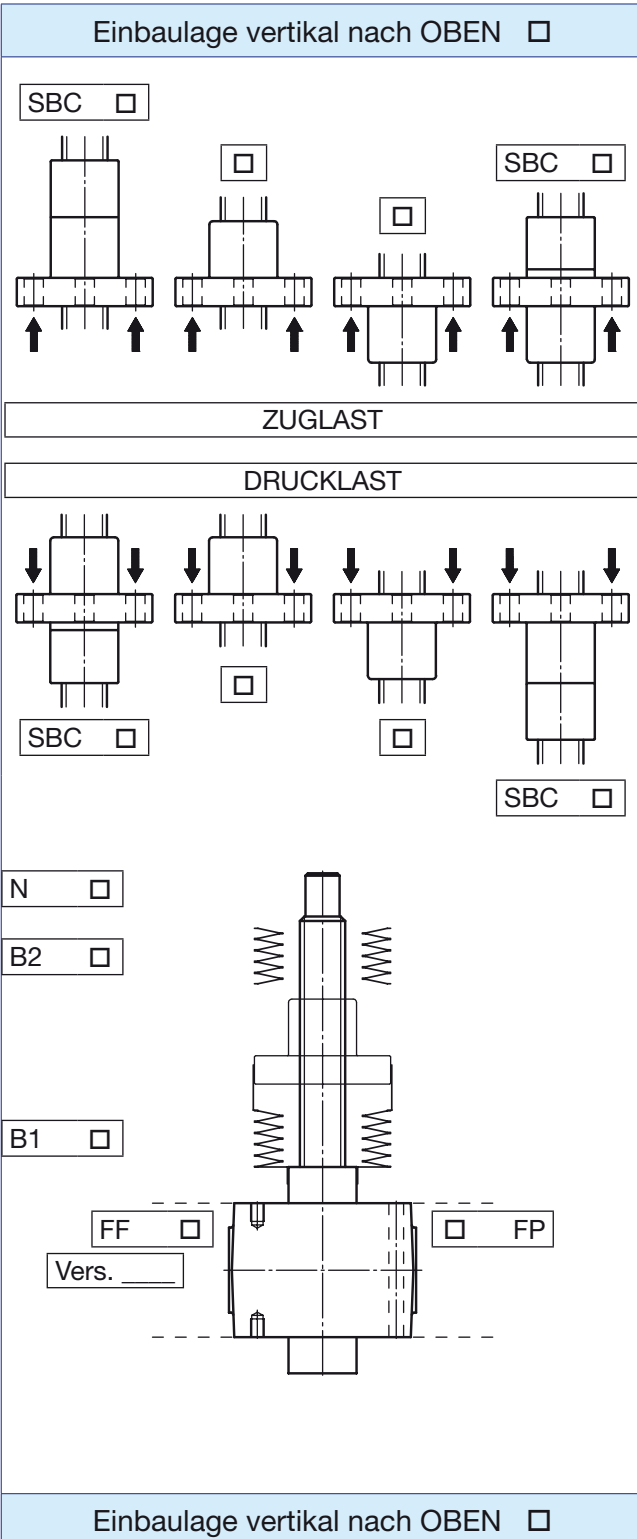 Einbaulage vertikal nach OBEN ☐
SBC ☐
☐
☐
SBC ☐
ZUGLAST
DRUCKLAST
SBC ☐
☐
☐
SBC ☐
N ☐
B2 ☐
B1 ☐
FF ☐
☐ FP
Vers. ____
Einbaulage vertikal nach OBEN ☐